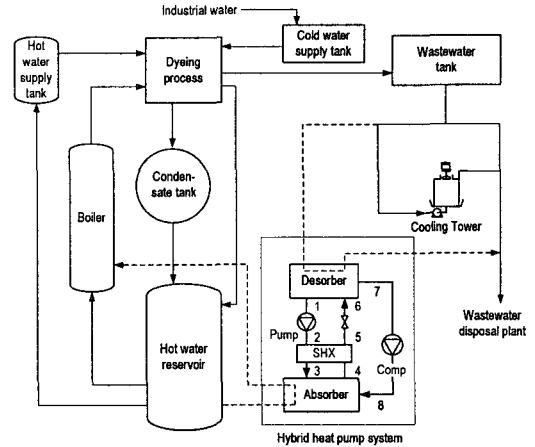 Industrial water
Hot
water
supply
tank
Dyeing
process
Cold water
supply tank
Wastewater
tank
Conden-
sate tank
Boiler
Cooling Tower
Desorber
1
6
7
Pump
2
5
SHX
Comp
3
4
Absorber
8
Hot water
reservoir
Wastewater
disposal plant
Hybrid heat pump system